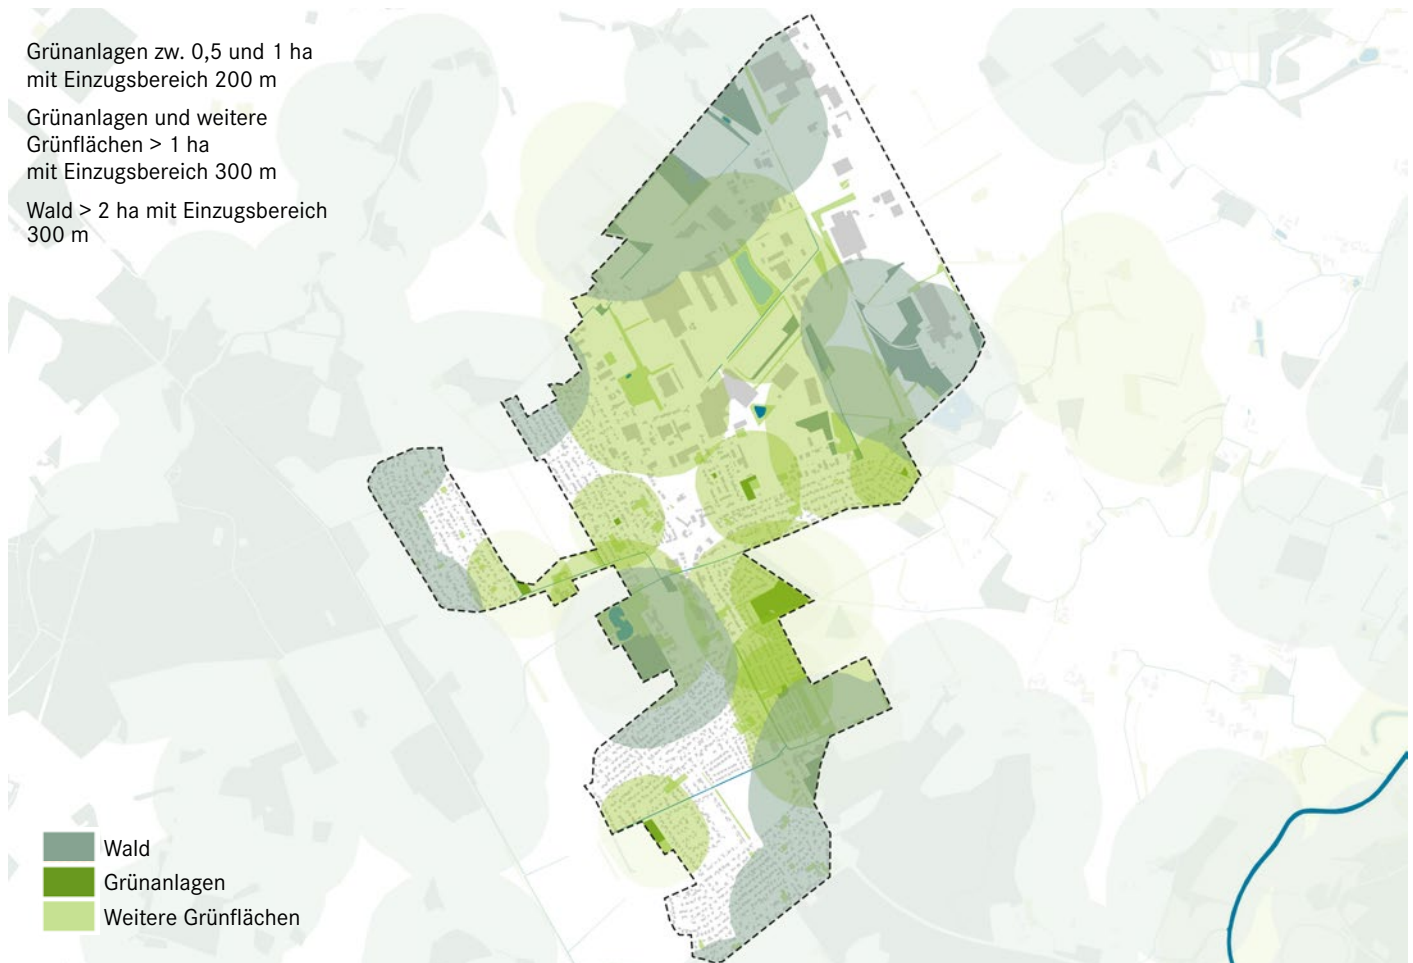 Grünanlagen zw. 0,5 und 1 ha
mit Einzugsbereich 200 m
Grünanlagen und weitere
Grünflächen > 1 ha
mit Einzugsbereich 300 m
Wald > 2 ha mit Einzugsbereich
300 m
Wald
Grünanlagen
Weitere Grünflächen